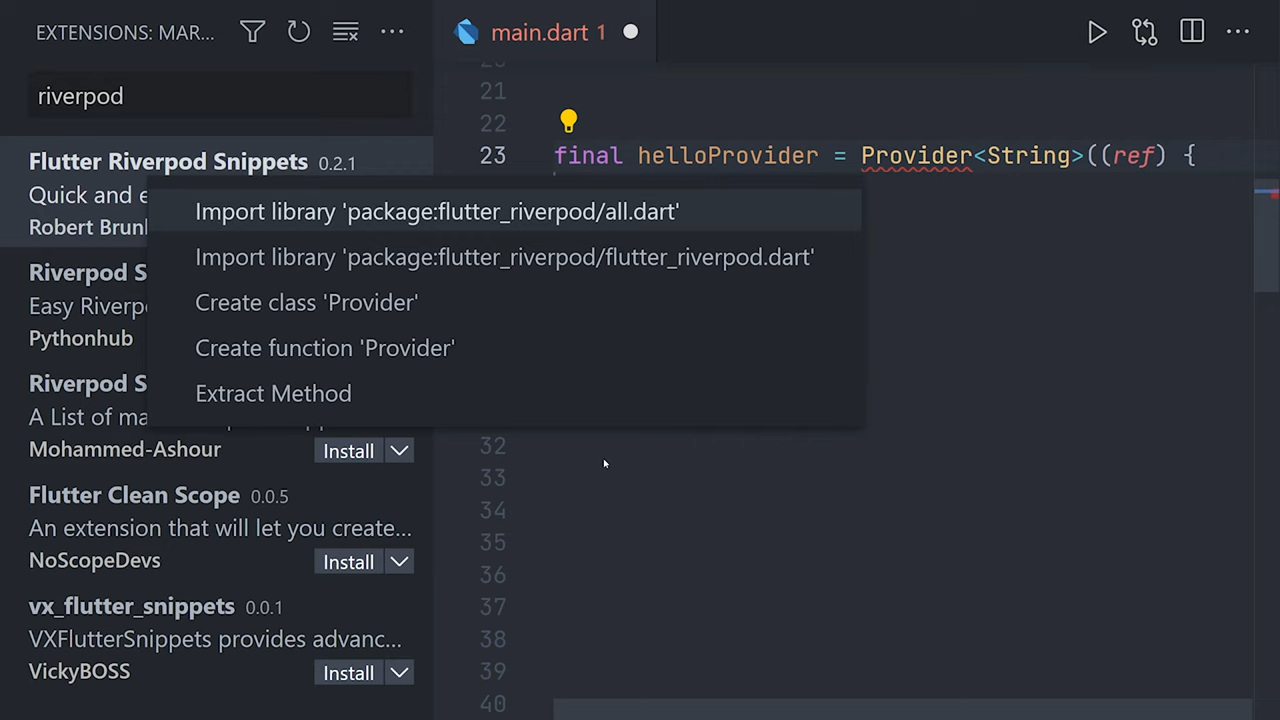 EXTENSIONS: MAR...
riverpod
Flutter Riverpod Snippets 0.2.1
Quick and e
Robert Brunl
Riverpod S
Easy Riverp
Pythonhub
Riverpod S
A List of ma
Mohammed-Ashour
Install
Flutter Clean Scope 0.0.5
An extension that will let you create...
NoScopeDevs
Install
vx_flutter_snippets 0.0.1
VXFlutterSnippets provides advanc...
VickyBOSS
Install
main.dart 1
20
21
22
23 final helloProvider = Provider<String>((ref) {
Import library 'package:flutter_riverpod/all.dart'
Import library 'package:flutter_riverpod/flutter_riverpod.dart'
Create class 'Provider'
Create function 'Provider'
Extract Method
32
33
34
35
36
37
38
39
40